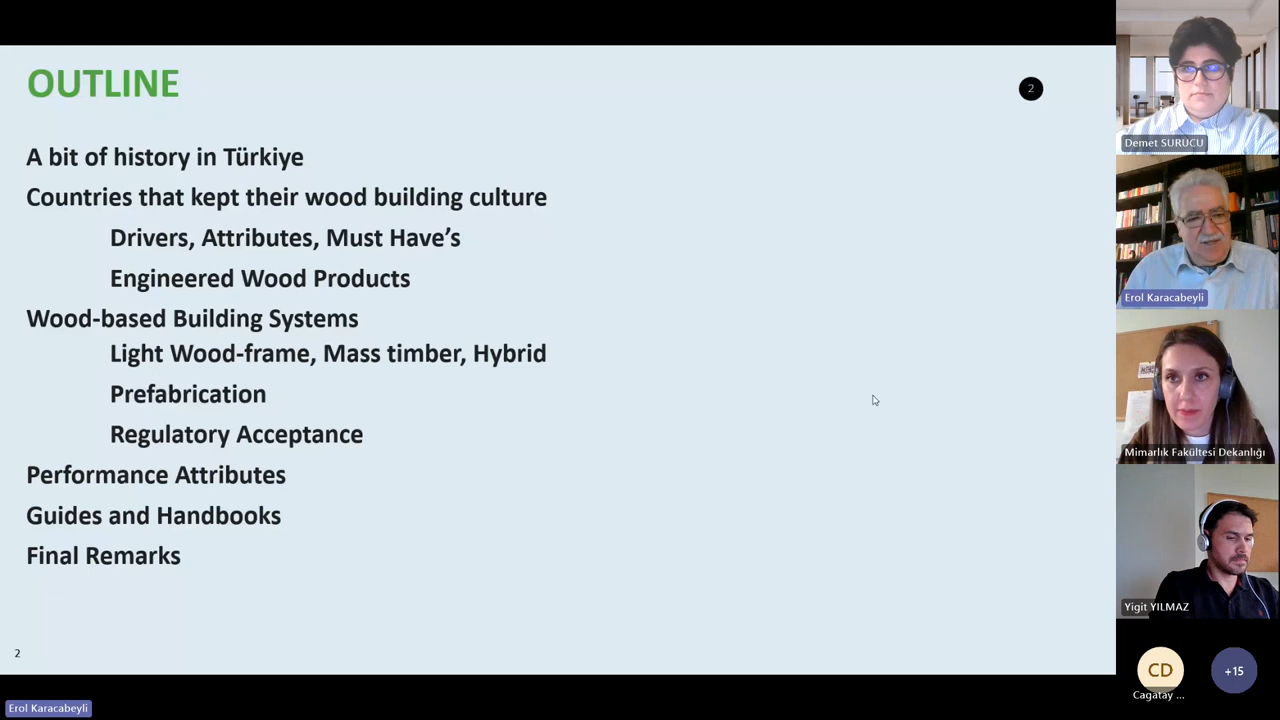 OUTLINE
2
A bit of history in Türkiye
Countries that kept their wood building culture
Drivers, Attributes, Must Have's
Engineered Wood Products
Wood-based Building Systems
Light Wood-frame, Mass timber, Hybrid
Prefabrication
Regulatory Acceptance
Performance Attributes
Guides and Handbooks
Final Remarks
2
Erol Karacabeyli
Demet SÜRÜCÜ
Erol Karacabeyli
Mimarlık Fakültesi Dekanlığı
Yigit YILMAZ
CD
Cagatay ...
+15